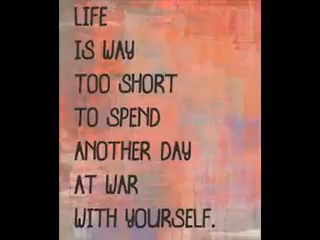 LIFE
IS WAY
TOO SHORT
TO SPEND
ANOTHER DAY
AT WAR
WITH YOURSELF.